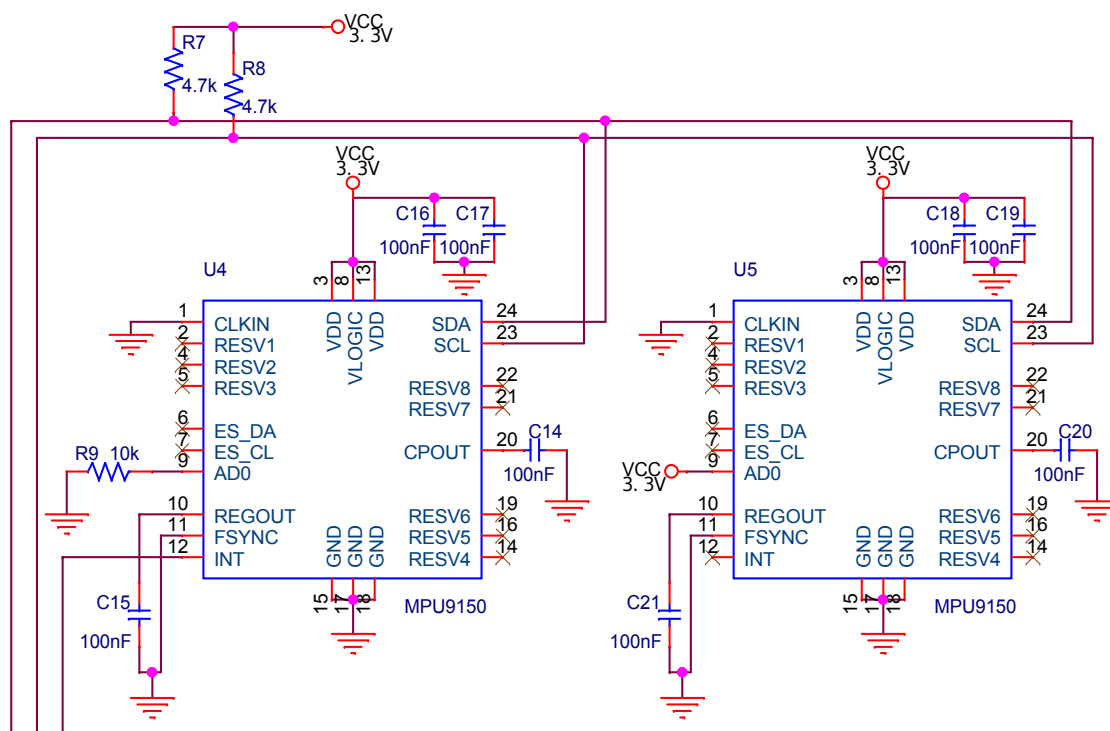 VCC
3. 3V
R7
4.7k
R8
4.7k
VCC
3. 3V
C16
100nF
C17
100nF
U4
3
8
13
VDD
VLOGIC
VDD
1
CLKIN
2
RESV1
4
RESV2
5
RESV3
6
ES_DA
7
ES_CL
R9
10k
9
AD0
10
REGOUT
11
FSYNC
12
INT
SDA
24
SCL
23
RESV8
22
RESV7
21
CPOUT
20
C14
100nF
RESV6
19
RESV5
16
RESV4
14
GND
GND
GND
15
17
18
C15
100nF
MPU9150
VCC
3. 3V
C18
100nF
C19
100nF
U5
3
8
13
VDD
VLOGIC
VDD
1
CLKIN
2
RESV1
4
RESV2
5
RESV3
6
ES_DA
7
ES_CL
VCC
3. 3V
9
AD0
10
REGOUT
11
FSYNC
12
INT
SDA
24
SCL
23
RESV8
22
RESV7
21
CPOUT
20
C20
100nF
RESV6
19
RESV5
16
RESV4
14
GND
GND
GND
15
17
18
C21
100nF
MPU9150